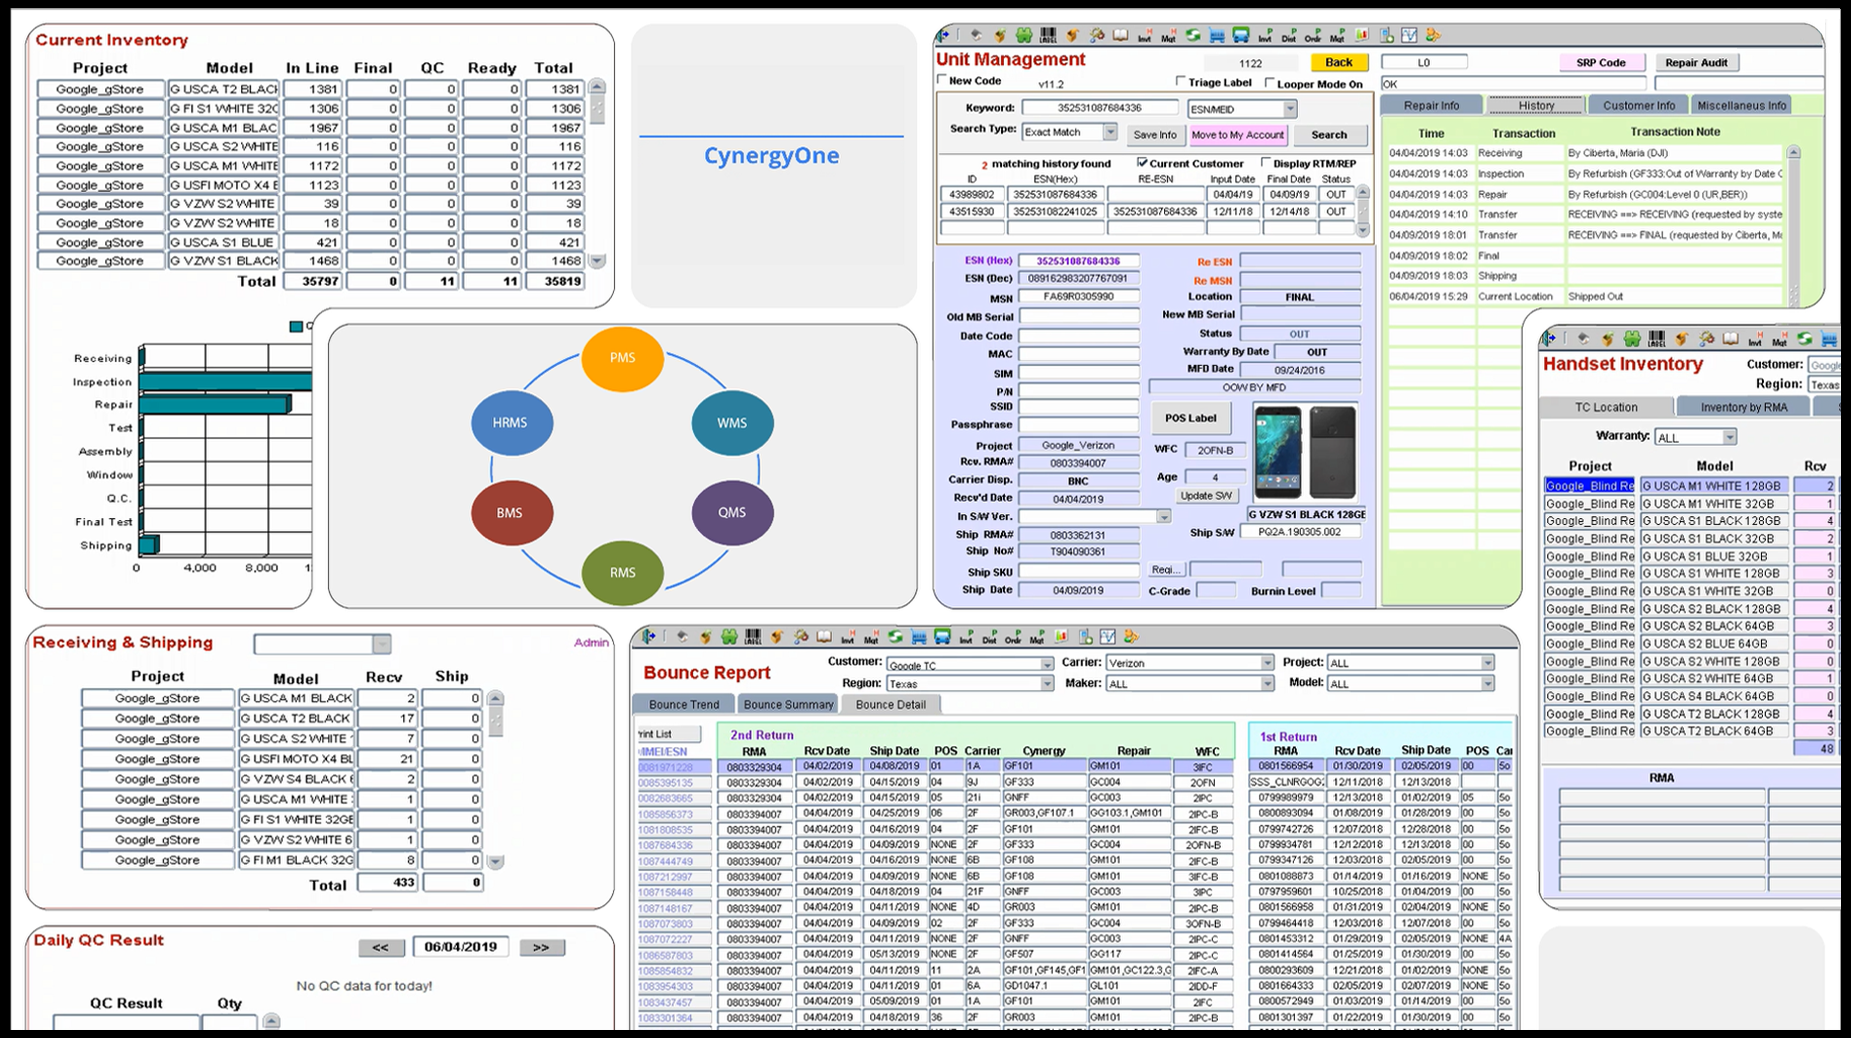 Current Inventory
Project Model In Line Final QC Ready Total
Google_gStore G USCA T2 BLACK 1381 0 0 0 1381
Google_gStore G FI S1 WHITE 32G 1306 0 0 0 1306
Google_gStore G USCA M1 BLAC 1967 0 0 0 1967
Google_gStore G USCA S2 WHITE 116 0 0 0 116
Google_gStore G USCA M1 WHITE 1172 0 0 0 1172
Google_gStore G USFI MOTO X4 B 1123 0 0 0 1123
Google_gStore G VZW S2 WHITE 39 0 0 0 39
Google_gStore G VZW S2 WHITE 18 0 0 0 18
Google_gStore G USCA S1 BLUE 421 0 0 0 421
Google_gStore G VZW S1 BLACK 1468 0 0 0 1468
Total 35797 0 11 11 35819
Receiving
Inspection
Repair
Test
Assembly
Window
Q.C.
Final Test
Shipping
0 4,000 8,000
CynergyOne
PMS
HRMS
WMS
BMS
QMS
RMS
Unit Management
1122
Back
New Code
v11.2
Triage Label
Looper Mode On
Keyword: 352531087684336 ESN/MEID
Search Type: Exact Match Save Info Move to My Account Search
2 matching history found
Current Customer
Display RTM/REP
ID ESN(Hex) RE-ESN Input Date Final Date Status
43989802 352531087684336 04/04/19 04/09/19 OUT
43515930 352531082241025 352531087684336 12/11/18 12/14/18 OUT
ESN (Hex) 352531087684336
ESN (Dec) 089162983207767091
MSN FA69R0305990
Old MB Serial
Date Code
MAC
SIM
P/N
SSID
Passphrase
Project Google_Verizon
Rcv. RMA# 0803394007
Carrier Disp. BNC
Recv'd Date 04/04/2019
In S/W Ver.
Ship RMA# 0803362131
Ship No# T904090361
Ship SKU
Ship Date 04/09/2019
Re ESN
Re MSN
Location FINAL
New MB Serial
Status OUT
Warranty By Date OUT
MFD Date 09/24/2016
OOW BY MFD
POS Label
WFC 2OFN-B
Age 4
Update SW
G VZW S1 BLACK 128GE
Ship S/W PQ2A.190305.002
Regi...
C-Grade
Burnin Level
L0
SRP Code
Repair Audit
OK
Repair Info History Customer Info Miscellaneus Info
Time Transaction Transaction Note
04/04/2019 14:03 Receiving By Ciberta, Maria (DJI)
04/04/2019 14:03 Inspection By Refurbish (GF333:Out of Warranty by Date C
04/04/2019 14:03 Repair By Refurbish (GC004:Level 0 (UR,BER))
04/04/2019 14:10 Transfer RECEIVING ==> RECEIVING (requested by syste
04/09/2019 18:01 Transfer RECEIVING ==> FINAL (requested by Ciberta, Ma
04/09/2019 18:02 Final
04/09/2019 18:03 Shipping
06/04/2019 15:29 Current Location Shipped Out
Handset Inventory
Customer: Google
Region: Texas
TC Location Inventory by RMA
Warranty: ALL
Project Model Rcv
Google_Blind Re G USCA M1 WHITE 128GB 2
Google_Blind Re G USCA M1 WHITE 32GB 1
Google_Blind Re G USCA S1 BLACK 128GB 4
Google_Blind Re G USCA S1 BLACK 32GB 2
Google_Blind Re G USCA S1 BLUE 32GB 1
Google_Blind Re G USCA S1 WHITE 128GB 3
Google_Blind Re G USCA S1 WHITE 32GB 0
Google_Blind Re G USCA S2 BLACK 128GB 4
Google_Blind Re G USCA S2 BLACK 64GB 3
Google_Blind Re G USCA S2 BLUE 64GB 0
Google_Blind Re G USCA S2 WHITE 128GB 0
Google_Blind Re G USCA S2 WHITE 64GB 1
Google_Blind Re G USCA S4 BLACK 64GB 0
Google_Blind Re G USCA T2 BLACK 128GB 4
Google_Blind Re G USCA T2 BLACK 64GB 3
48
RMA
Receiving & Shipping
Admin
Project Model Recv Ship
Google_gStore G USCA M1 BLACK 2 0
Google_gStore G USCA T2 BLACK 17 0
Google_gStore G USCA S2 WHITE 7 0
Google_gStore G USFI MOTO X4 BL 21 0
Google_gStore G VZW S4 BLACK 6 2 0
Google_gStore G USCA M1 WHITE 1 0
Google_gStore G FI S1 WHITE 32GE 1 0
Google_gStore G VZW S2 WHITE 6 1 0
Google_gStore G FI M1 BLACK 32G 8 0
Total 433 0
Daily QC Result
<< 06/04/2019 >>
No QC data for today!
QC Result Qty
Bounce Report
Customer: Google TC Carrier: Verizon Project: ALL
Region: Texas Maker: ALL Model: ALL
Bounce Trend Bounce Summary Bounce Detail
rint List 2nd Return 1st Return
IMEI/ESN RMA Rcv Date Ship Date POS Carrier Cynergy Repair WFC RMA Rcv Date Ship Date POS Car
0081971228 0803329304 04/02/2019 04/08/2019 01 1A GF101 GM101 3IFC 0801566954 01/30/2019 02/05/2019 00 5o
0085395135 0803329304 04/02/2019 04/15/2019 04 9J GF333 GC004 2OFN SSS_CLNRGOG2 12/11/2018 12/13/2018
0082683665 0803329304 04/02/2019 04/15/2019 05 21i GNFF GC003 2IPC 0799989979 12/13/2018 01/02/2019 05 5o
1085856373 0803394007 04/04/2019 04/25/2019 06 2F GR003,GF107.1 GG103.1,GM101 2IPC-B 0800893094 01/08/2019 01/28/2019 00 5o
1081808535 0803394007 04/04/2019 04/16/2019 04 2F GF101 GM101 2IFC-B 0799742726 12/07/2018 12/28/2018 00 5o
1087684336 0803394007 04/04/2019 04/09/2019 NONE 2F GF333 GC004 2OFN-B 0799934781 12/12/2018 12/13/2018 00 5o
1087444749 0803394007 04/04/2019 04/16/2019 NONE 6B GF108 GM101 2IFC-B 0799347126 12/03/2018 02/05/2019 00 5o
1087212997 0803394007 04/04/2019 04/09/2019 NONE 6B GF108 GM101 3IFC-B 0801088873 01/14/2019 01/16/2019 NONE 5o
1087158448 0803394007 04/04/2019 04/18/2019 04 21F GNFF GC003 3IPC 0797959601 10/25/2018 01/04/2019 00 5o
1087148167 0803394007 04/04/2019 04/11/2019 NONE 4D GR003 GM101 2IPC-B 0801566958 01/31/2019 02/04/2019 NONE 5o
1087073803 0803394007 04/04/2019 04/09/2019 02 2F GF333 GC004 3OFN-B 0799464418 12/03/2018 12/07/2018 00 5o
1087072227 0803394007 04/04/2019 04/11/2019 NONE 2F GNFF GC003 2IPC-C 0801453312 01/29/2019 02/05/2019 NONE 4A
1086587803 0803394007 04/04/2019 05/13/2019 NONE 2F GF507 GG117 2IPC-C 0801414564 01/25/2019 01/30/2019 00 5o
1085854832 0803394007 04/04/2019 04/11/2019 11 2A GF101,GF145,GF1 GM101,GC122.3,G 2IFC-A 0800293609 12/21/2018 01/02/2019 NONE 5o
1083954303 0803394007 04/04/2019 04/11/2019 01 6A GD1047.1 GL101 2IDD-F 0801664333 02/05/2019 02/07/2019 NONE 5o
1083437457 0803394007 04/04/2019 05/09/2019 01 1A GF101 GM101 2IFC 0800572949 01/03/2019 01/14/2019 00 5o
1083301364 0803394007 04/04/2019 04/18/2019 36 2F GR003 GM101 2IPC-B 0801301397 01/22/2019 01/30/2019 00 5o